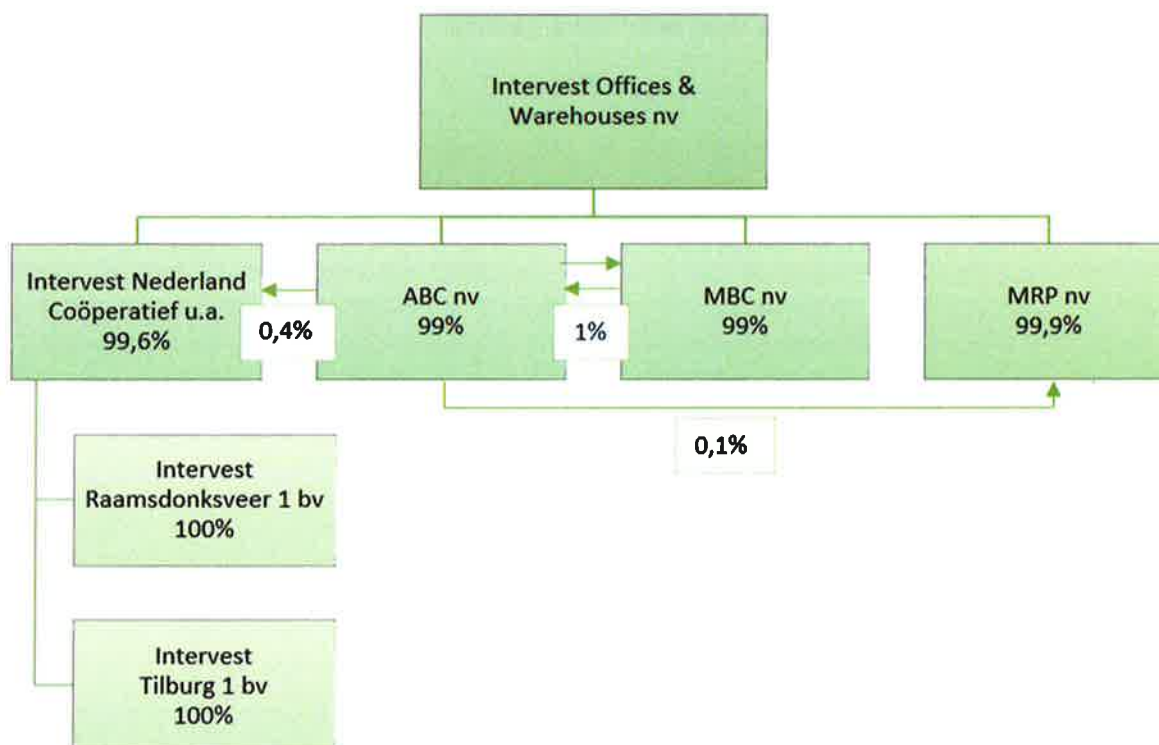 Intervest Offices &
Warehouses nv
Intervest Nederland
Coöperatief u.a.
99,6%
0,4%
ABC nv
99%
1%
MBC nv
99%
MRP nv
99,9%
0,1%
Intervest
Raamsdonksveer 1 bv
100%
Intervest
Tilburg 1 bv
100%